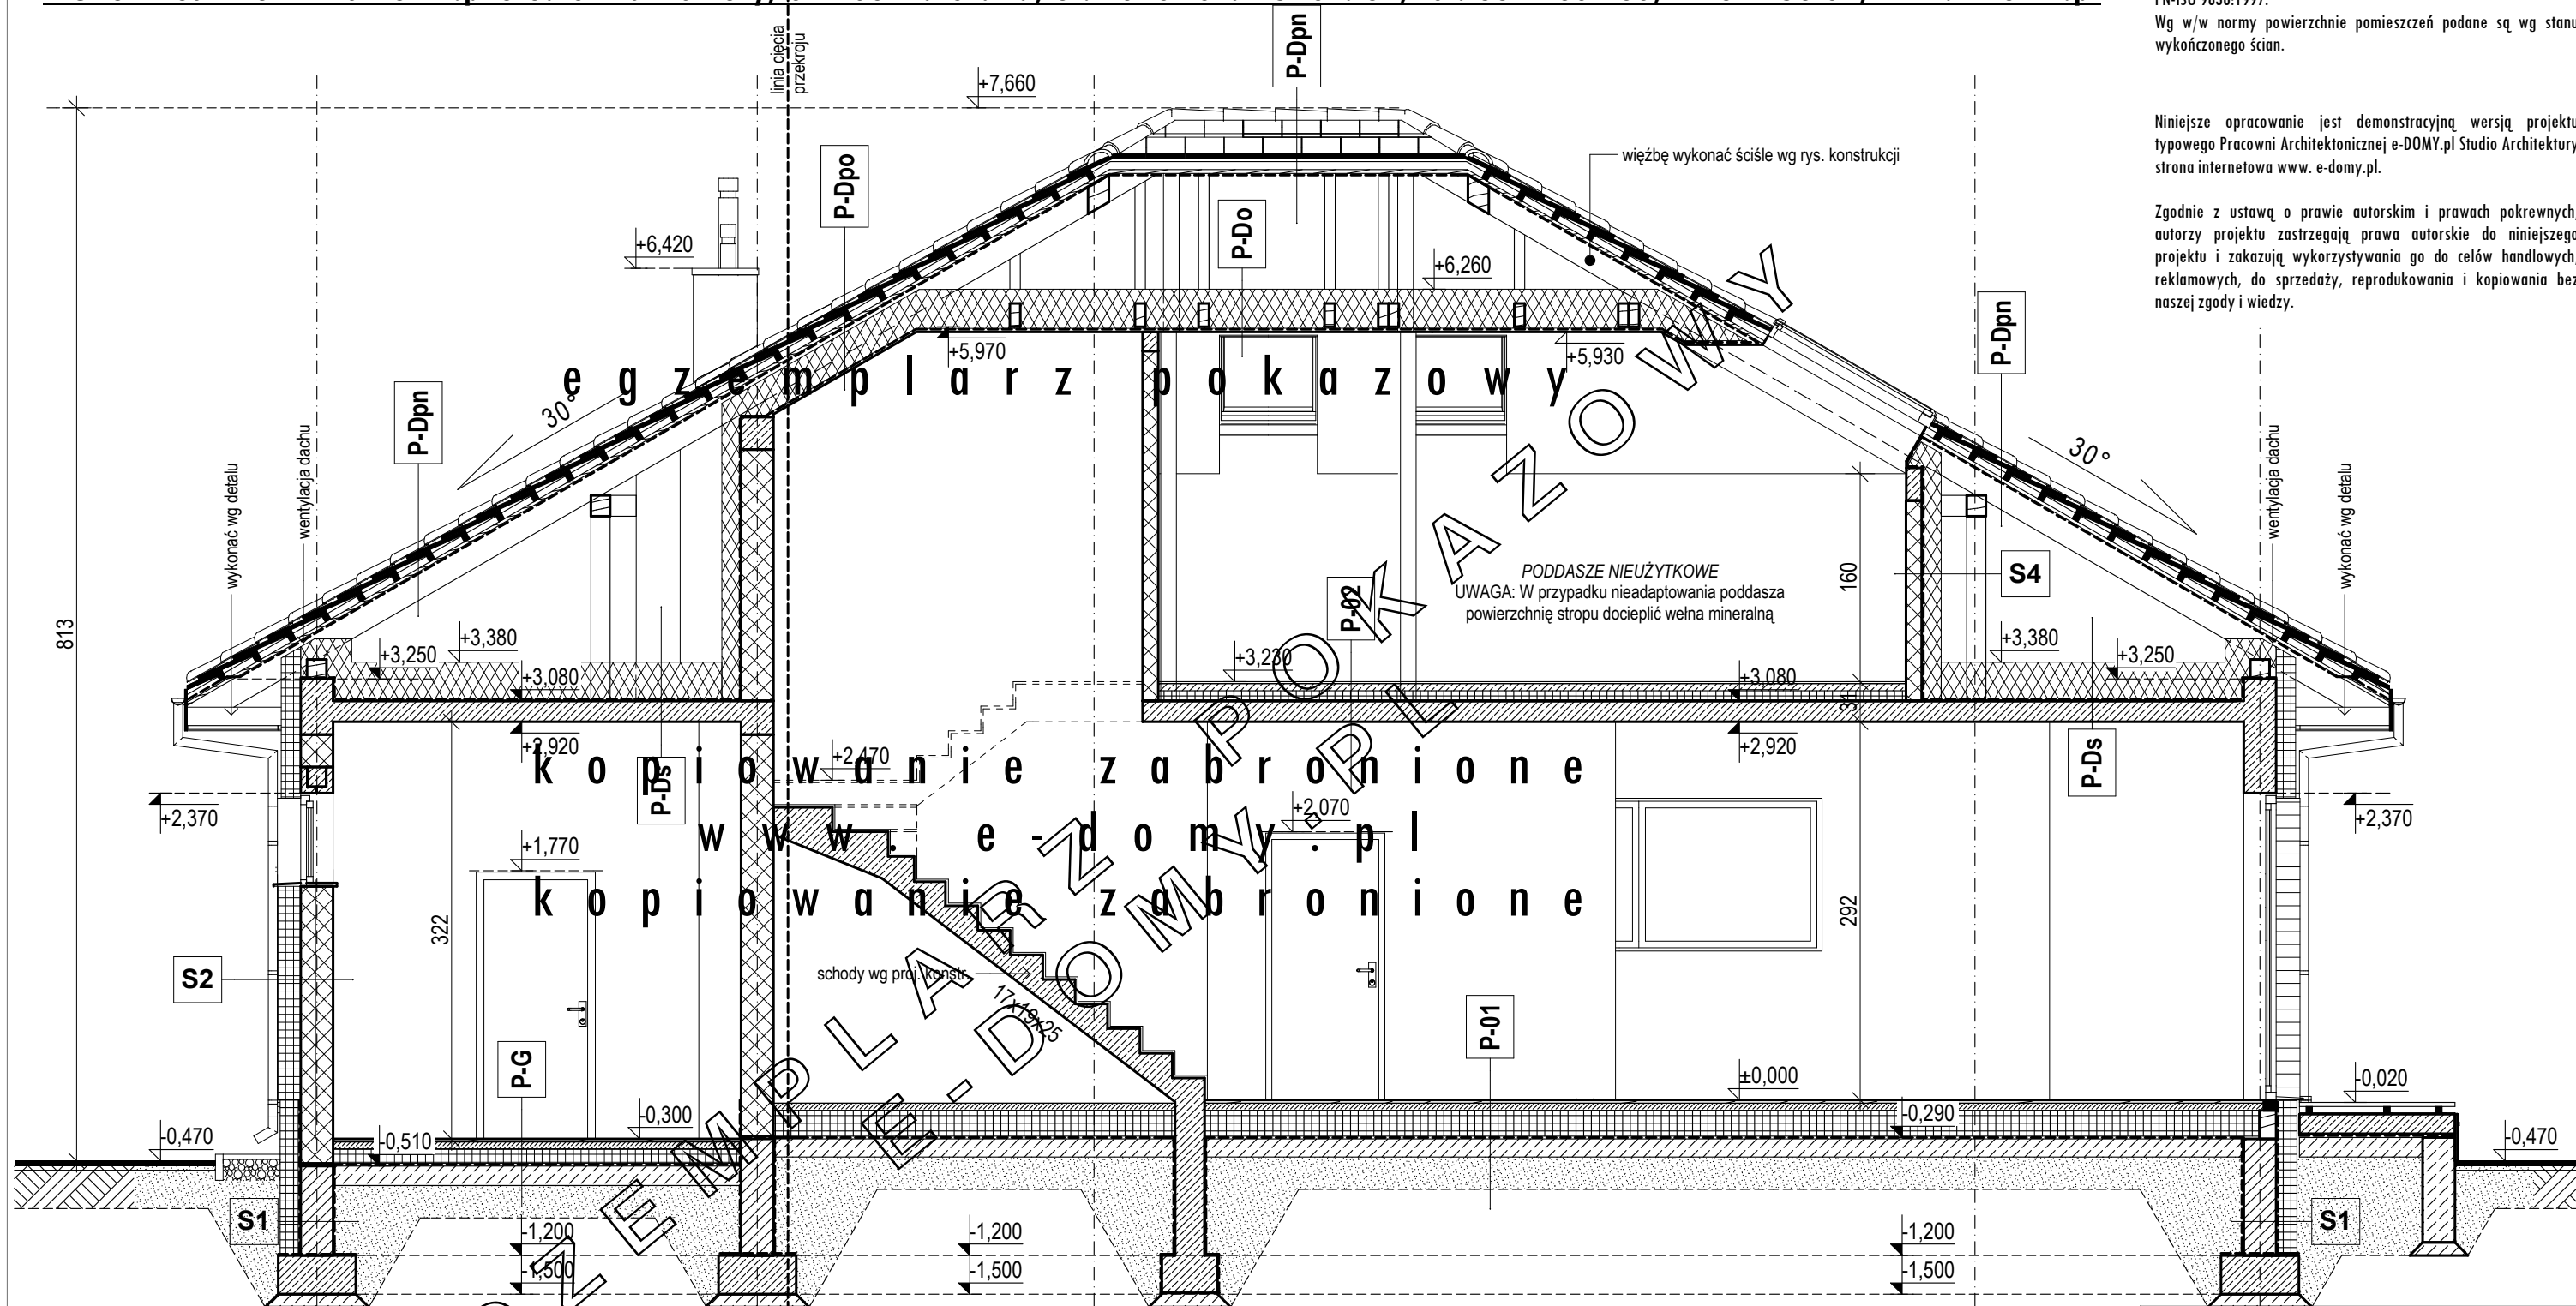 PN-ISO 9836:1997.
Wg w/w normy powierzchnie pomieszczeń podane są wg stanu
wykończonego ścian.
Niniejsze opracowanie jest demonstracyjną wersją projektu
typowego Pracowni Architektonicznej e-DOMY.pl Studio Architektury
strona internetowa www. e-domy.pl.
Zgodnie z ustawą o prawie autorskim i prawach pokrewnych,
autorzy projektu zastrzegają prawa autorskie do niniejszego
projektu i zakazują wykorzystywania go do celów handlowych,
reklamowych, do sprzedaży, reprodukowania i kopiowania bez
naszej zgody i wiedzy.
linia cięcia
przekroju
P-Dpn
+7,660
więźbę wykonać ściśle wg rys. konstrukcji
P-Dpo
P-Do
+6,420
+6,260
P-Dpn
+5,970
+5,930
egzemplarz pokazowy
30°
P-Dpn
30°
wykonać wg detalu
wentylacja dachu
wentylacja dachu
wykonać wg detalu
PODDASZE NIEUŻYTKOWE
UWAGA: W przypadku nieadaptowania poddasza
powierzchnię stropu docieplić wełna mineralną
160
S4
P-02
813
+3,250
+3,380
+3,080
+3,230
+3,080
+3,380
+3,250
31
+2,920
+2,470
+2,920
P-Ds
P-Ds
kopiowanie zabronione
+2,370
+2,070
+2,370
www. e-domy.pl
+1,770
kopiowanie zabronione
322
292
S2
schody wg proj. konstr.
17x19x25
P-01
P-G
±0,000
-0,020
-0,300
-0,290
-0,470
-0,510
-0,470
S1
S1
-1,200
-1,200
-1,200
-1,500
-1,500
-1,500
ZEMPLARZ POKAZOWY
E-DOMY.PL